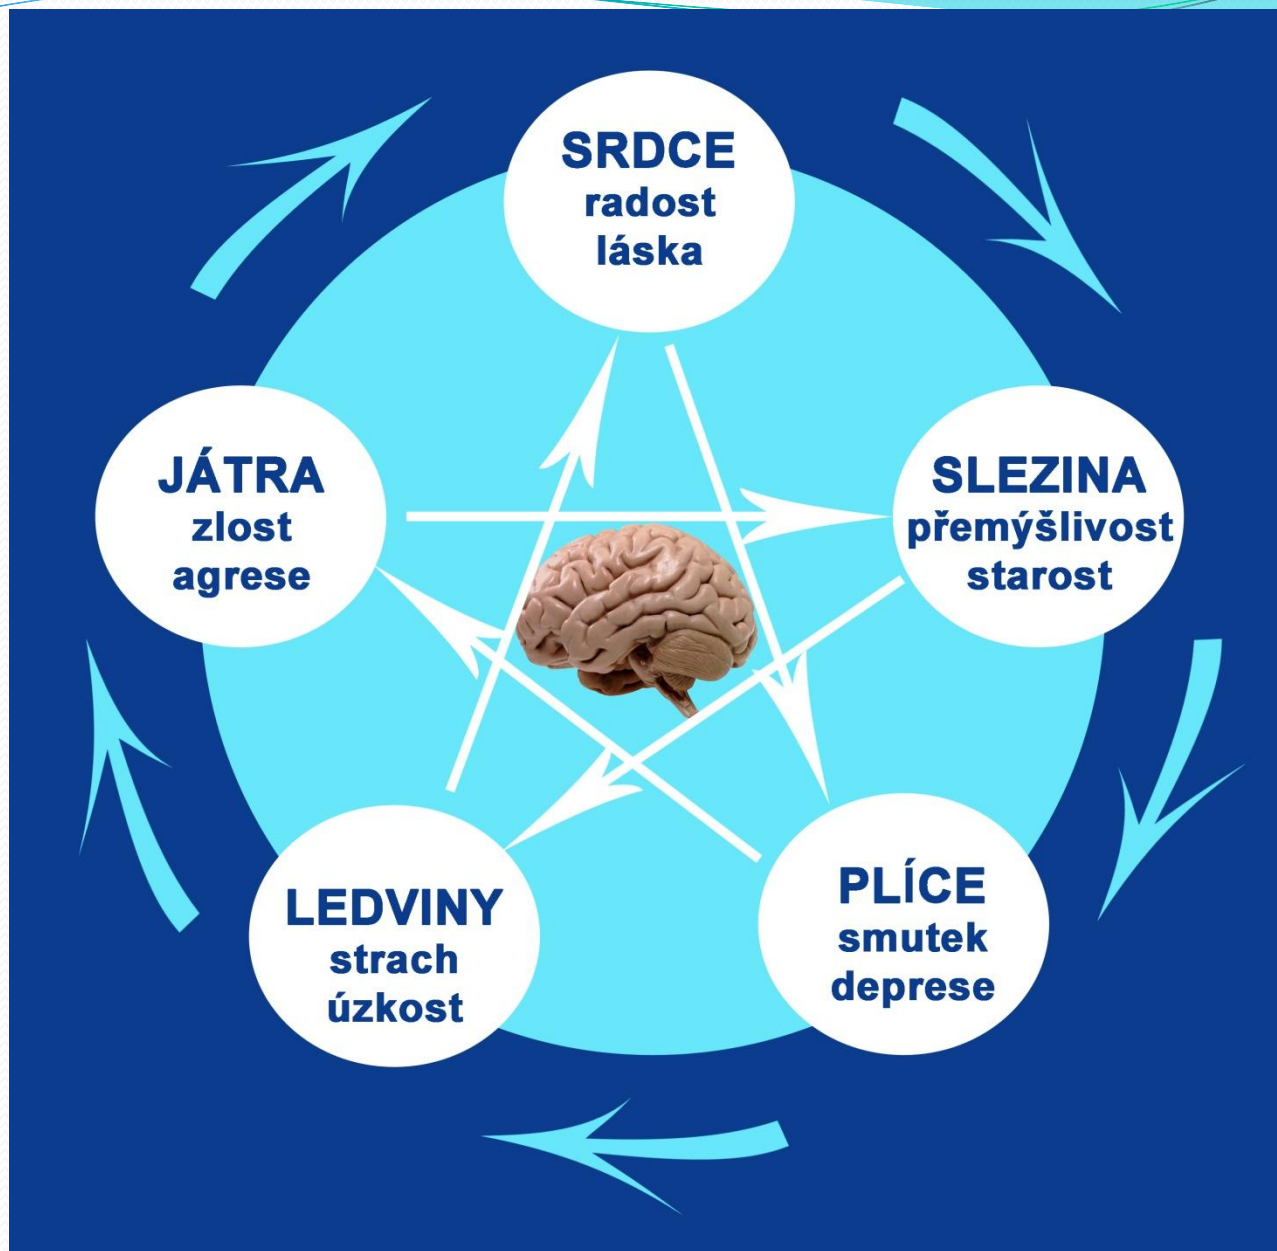 SRDCE
radost
láska
JÁTRA
zlost
agrese
SLEZINA
přemýšlivost
starost
LEDVINY
strach
úzkost
PLÍCE
smutek
deprese